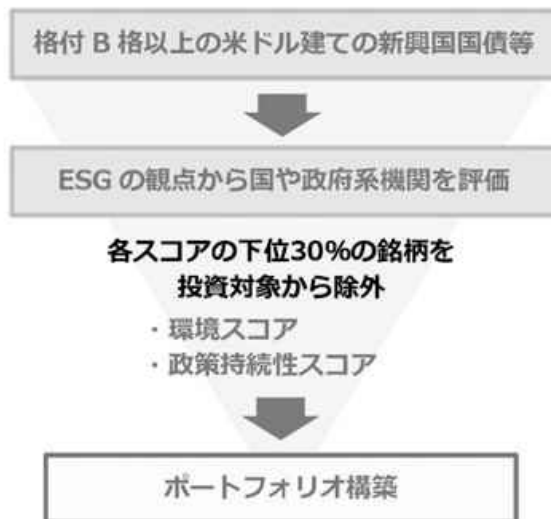 格付 B 格以上の米ドル建ての新興国国債等
ESG の観点から国や政府系機関を評価
各スコアの下位30%の銘柄を
投資対象から除外
・環境スコア
・政策持続性スコア
ポートフォリオ構築